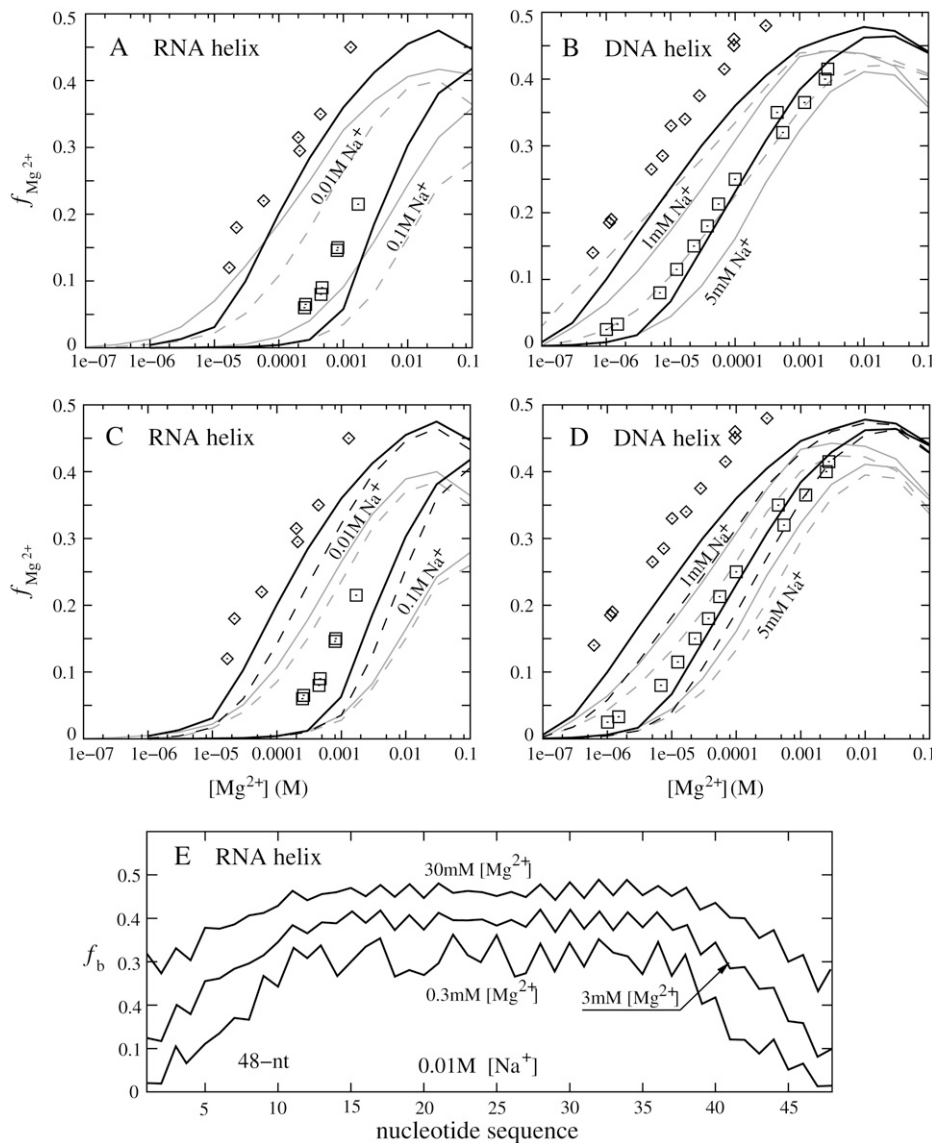 A RNA helix
0.5
0.4
0.3
0.2
0.1
0
f Mg2+
0.01M Na+
0.1M Na+
1e−07 1e−06 1e−05 0.0001 0.001 0.01 0.1
B DNA helix
0.5
0.4
0.3
0.2
0.1
0
1mM Na+
5mM Na+
1e−07 1e−06 1e−05 0.0001 0.001 0.01 0.1
C RNA helix
0.5
0.4
0.3
0.2
0.1
0
f Mg2+
0.01M Na+
0.1M Na+
1e−07 1e−06 1e−05 0.0001 0.001 0.01 0.1
[Mg2+] (M)
D DNA helix
0.5
0.4
0.3
0.2
0.1
0
1mM Na+
5mM Na+
1e−07 1e−06 1e−05 0.0001 0.001 0.01 0.1
[Mg2+] (M)
E RNA helix
0.5
0.4
0.3
0.4
0.1
0
fb
30mM [Mg2+]
0.3mM [Mg2+]
3mM [Mg2+]
48−nt
0.01M [Na+]
5 10 15 20 25 30 35 40 45
nucleotide sequence